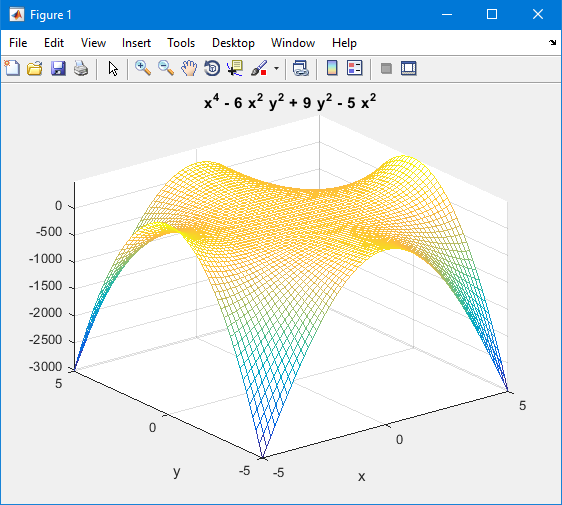 Figure 1
File Edit View Insert Tools Desktop Window Help
x⁴ - 6 x² y² + 9 y² - 5 x²
0
-500
-1000
-1500
-2000
-2500
-3000
5
0
-5
y
-5
0
5
x